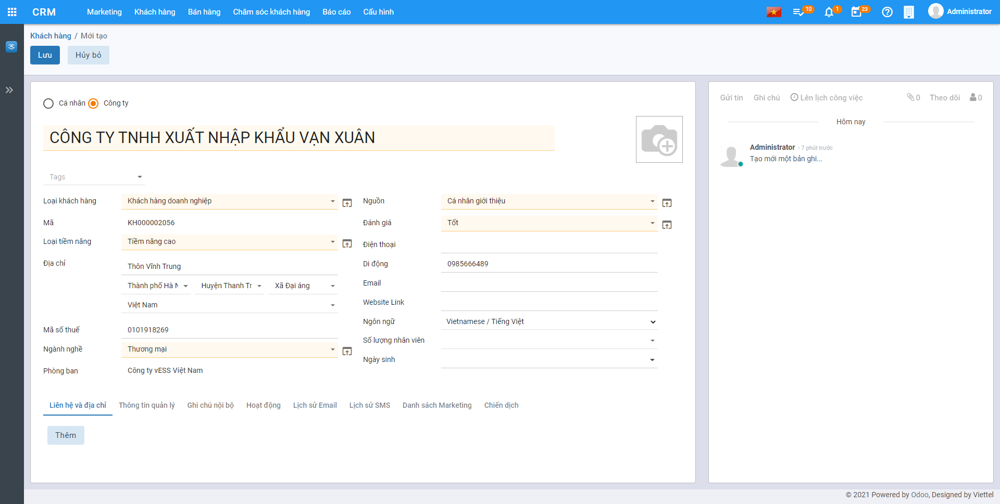 CRM Marketing Khách hàng Bán hàng Chăm sóc khách hàng Báo cáo Cấu hình 10 1 23 Administrator
Khách hàng / Mới tạo
Lưu Hủy bỏ
Cá nhân Công ty
CÔNG TY TNHH XUẤT NHẬP KHẨU VẠN XUÂN
Tags
Loại khách hàng Khách hàng doanh nghiệp
Mã KH000002056
Loại tiềm năng Tiềm năng cao
Địa chỉ Thôn Vĩnh Trung
Thành phố Hà Huyện Thanh Tr Xã Đại áng
Việt Nam
Mã số thuế 0101918269
Ngành nghề Thương mại
Phòng ban Công ty vESS Việt Nam
Nguồn Cá nhân giới thiệu
Đánh giá Tốt
Điện thoại
Di động 0985666489
Email
Website Link
Ngôn ngữ Vietnamese / Tiếng Việt
Số lượng nhân viên
Ngày sinh
Liên hệ và địa chỉ Thông tin quản lý Ghi chú nội bộ Hoạt động Lịch sử Email Lịch sử SMS Danh sách Marketing Chiến dịch
Thêm
Gửi tin Ghi chú Lên lịch công việc 0 Theo dõi 0
Hôm nay
Administrator - 7 phút trước
Tạo mới một bản ghi...
© 2021 Powered by Odoo, Designed by Viettel